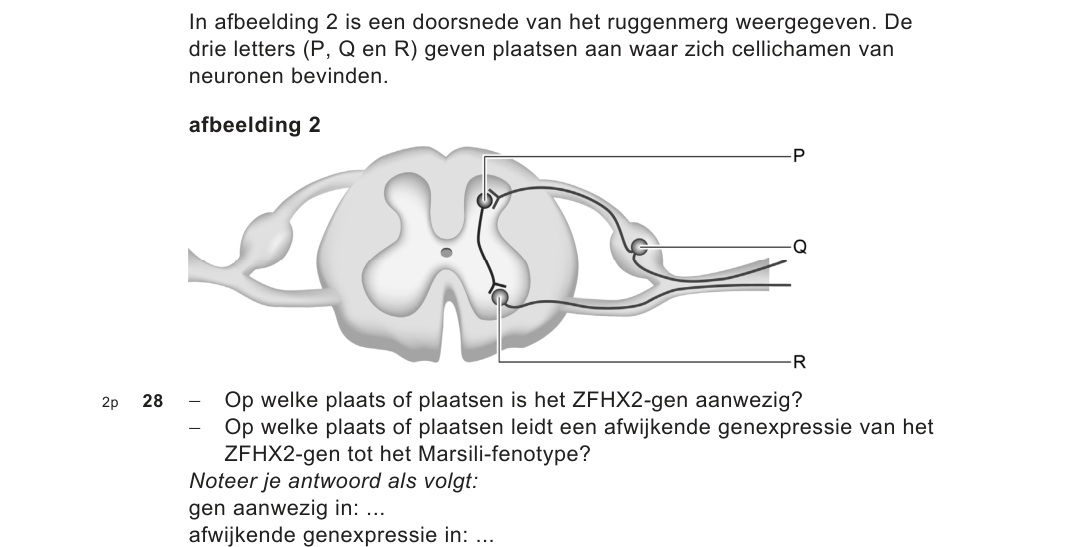 In afbeelding 2 is een doorsnede van het ruggenmerg weergegeven. De
drie letters (P, Q en R) geven plaatsen aan waar zich cellichamen van
neuronen bevinden.
afbeelding 2
P
Q
R
2p 28 – Op welke plaats of plaatsen is het ZFHX2-gen aanwezig?
– Op welke plaats of plaatsen leidt een afwijkende genexpressie van het
ZFHX2-gen tot het Marsili-fenotype?
Noteer je antwoord als volgt:
gen aanwezig in: ...
afwijkende genexpressie in: ...